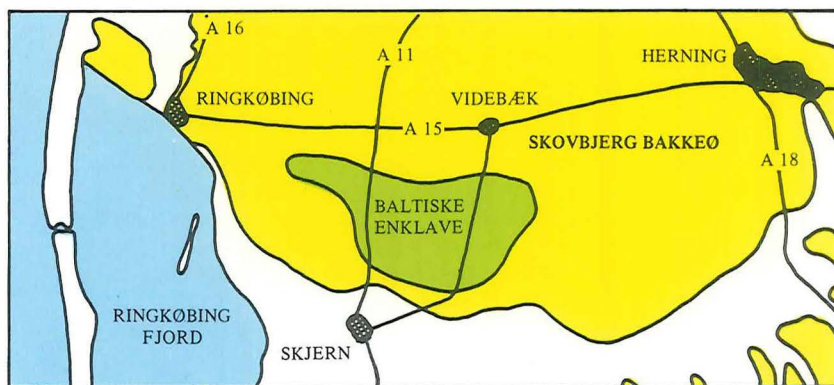 A 16
A 11
HERNING
RINGKØBING
VIDEBÆK
A 15
SKOVBJERG BAKKEØ
A 18
BALTISKE
ENKLAVE
RINGKØBING
FJORD
SKJERN